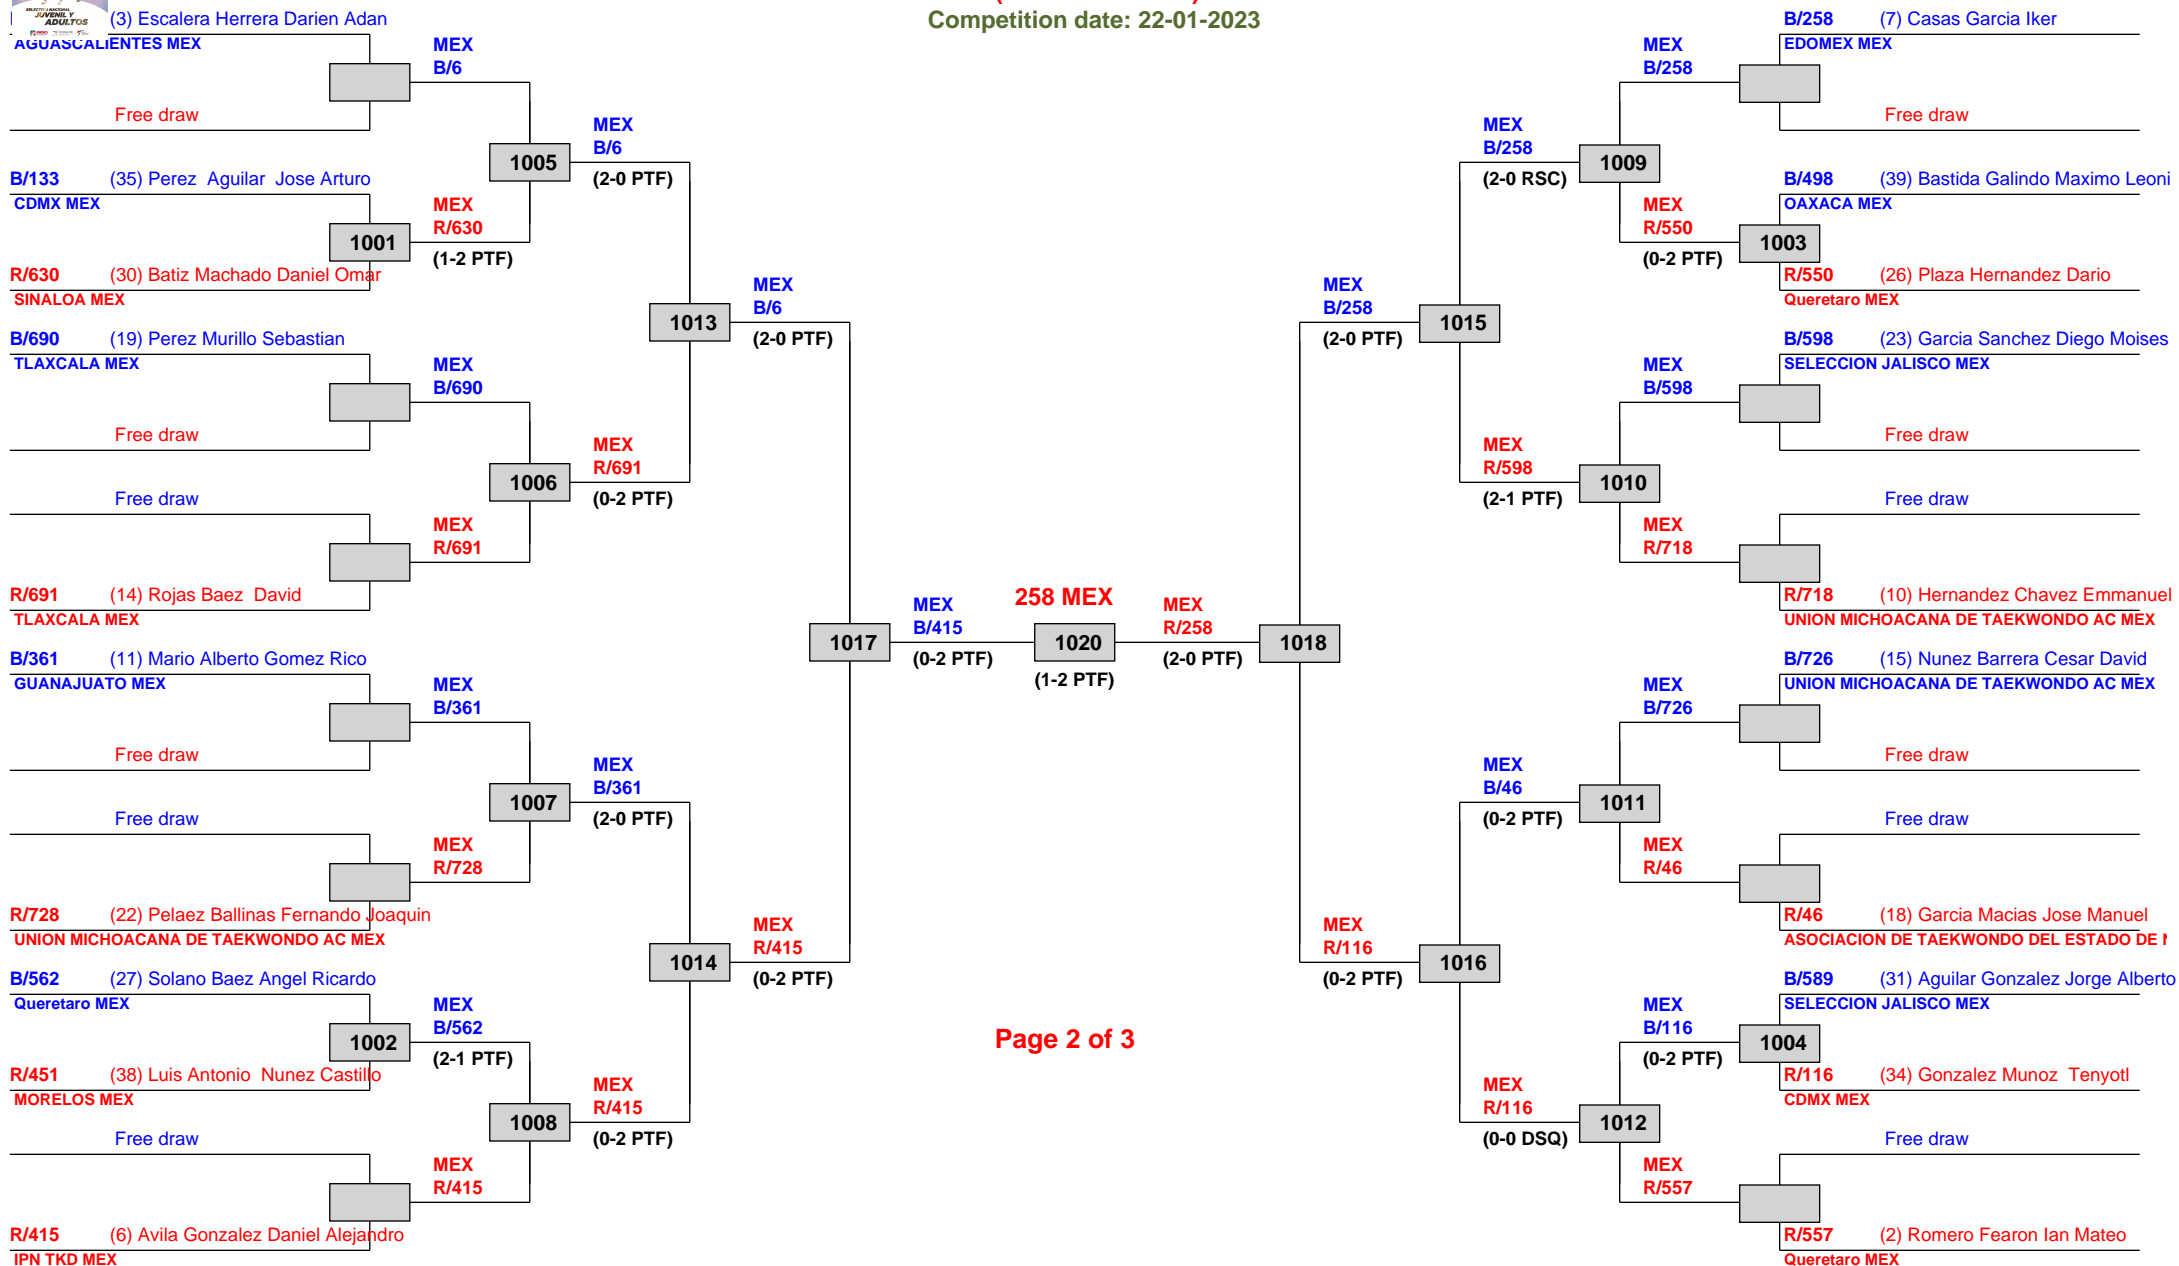 SELECTIVO NACIONAL
JUVENIL Y
ADULTOS
Competition date: 22-01-2023
(3) Escalera Herrera Darien Adan
AGUASCALIENTES MEX
Free draw
B/133 (35) Perez Aguilar Jose Arturo
CDMX MEX
R/630 (30) Batiz Machado Daniel Omar
SINALOA MEX
B/690 (19) Perez Murillo Sebastian
TLAXCALA MEX
Free draw
Free draw
R/691 (14) Rojas Baez David
TLAXCALA MEX
B/361 (11) Mario Alberto Gomez Rico
GUANAJUATO MEX
Free draw
Free draw
R/728 (22) Pelaez Ballinas Fernando Joaquin
UNION MICHOACANA DE TAEKWONDO AC MEX
B/562 (27) Solano Baez Angel Ricardo
Queretaro MEX
R/451 (38) Luis Antonio Nunez Castillo
MORELOS MEX
Free draw
R/415 (6) Avila Gonzalez Daniel Alejandro
IPN TKD MEX
MEX
B/6
1001
MEX
R/630
(1-2 PTF)
MEX
B/690
MEX
R/691
MEX
B/361
MEX
R/728
1002
MEX
B/562
(2-1 PTF)
MEX
R/415
1005
MEX
B/6
(2-0 PTF)
1006
MEX
R/691
(0-2 PTF)
1007
MEX
B/361
(2-0 PTF)
1008
MEX
R/415
(0-2 PTF)
1013
MEX
B/6
(2-0 PTF)
1014
MEX
R/415
(0-2 PTF)
1017
MEX
B/415
(0-2 PTF)
258 MEX
1020
(1-2 PTF)
MEX
R/258
(2-0 PTF)
1018
Page 2 of 3
MEX
B/258
(2-0 PTF)
1015
MEX
R/116
(0-2 PTF)
1016
MEX
B/258
(2-0 RSC)
1009
MEX
R/598
(2-1 PTF)
1010
MEX
B/46
(0-2 PTF)
1011
MEX
R/116
(0-0 DSQ)
1012
MEX
B/258
MEX
R/550
(0-2 PTF)
1003
MEX
B/598
MEX
R/718
MEX
B/726
MEX
R/46
MEX
B/116
(0-2 PTF)
1004
MEX
R/557
B/258 (7) Casas Garcia Iker
EDOMEX MEX
Free draw
B/498 (39) Bastida Galindo Maximo Leoni
OAXACA MEX
R/550 (26) Plaza Hernandez Dario
Queretaro MEX
B/598 (23) Garcia Sanchez Diego Moises
SELECCION JALISCO MEX
Free draw
Free draw
R/718 (10) Hernandez Chavez Emmanuel
UNION MICHOACANA DE TAEKWONDO AC MEX
B/726 (15) Nunez Barrera Cesar David
UNION MICHOACANA DE TAEKWONDO AC MEX
Free draw
Free draw
R/46 (18) Garcia Macias Jose Manuel
ASOCIACION DE TAEKWONDO DEL ESTADO DE
B/589 (31) Aguilar Gonzalez Jorge Alberto
SELECCION JALISCO MEX
R/116 (34) Gonzalez Munoz Tenyotl
CDMX MEX
Free draw
R/557 (2) Romero Fearon Ian Mateo
Queretaro MEX